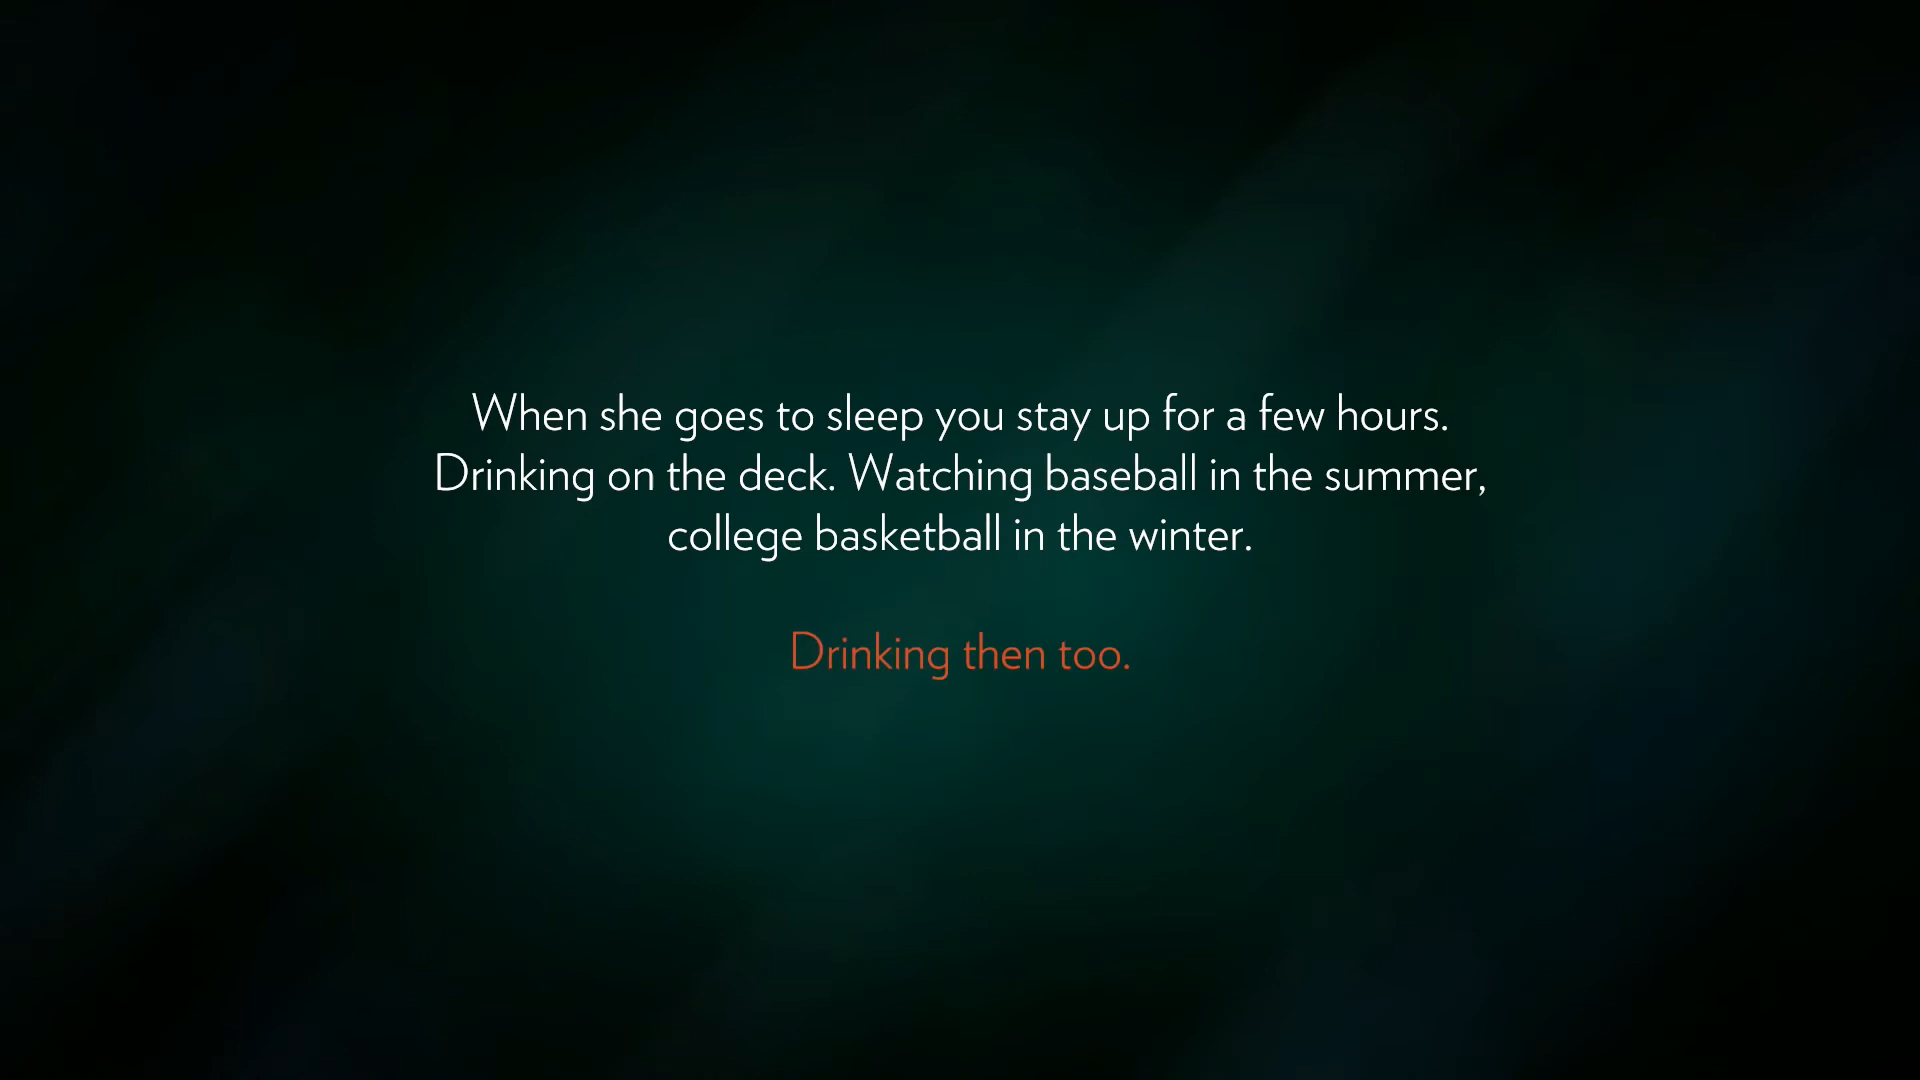 When she goes to sleep you stay up for a few hours.
Drinking on the deck. Watching baseball in the summer,
college basketball in the winter.
Drinking then too.